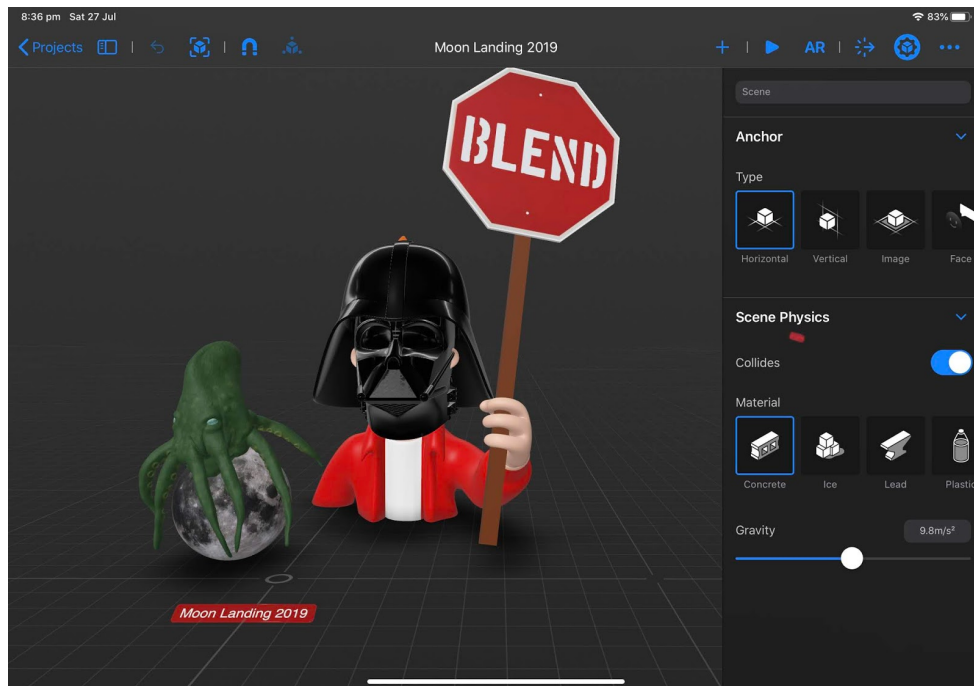 8:36 pm Sat 27 Jul
83%
Projects
Moon Landing 2019
AR
Scene
BLEND
Anchor
Type
Horizontal Vertical Image Face
Scene Physics
Collides
Material
Concrete Ice Lead Plastic
Gravity 9.8m/s²
Moon Landing 2019